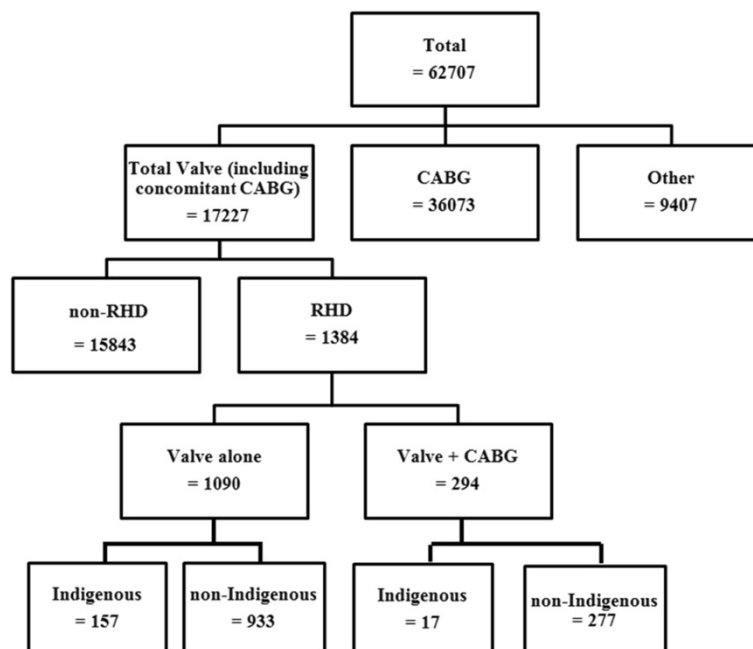 Total
= 62707
Total Valve (including
concomitant CABG)
= 17227
CABG
= 36073
Other
= 9407
non-RHD
= 15843
RHD
= 1384
Valve alone
= 1090
Valve + CABG
= 294
Indigenous
= 157
non-Indigenous
= 933
Indigenous
= 17
non-Indigenous
= 277